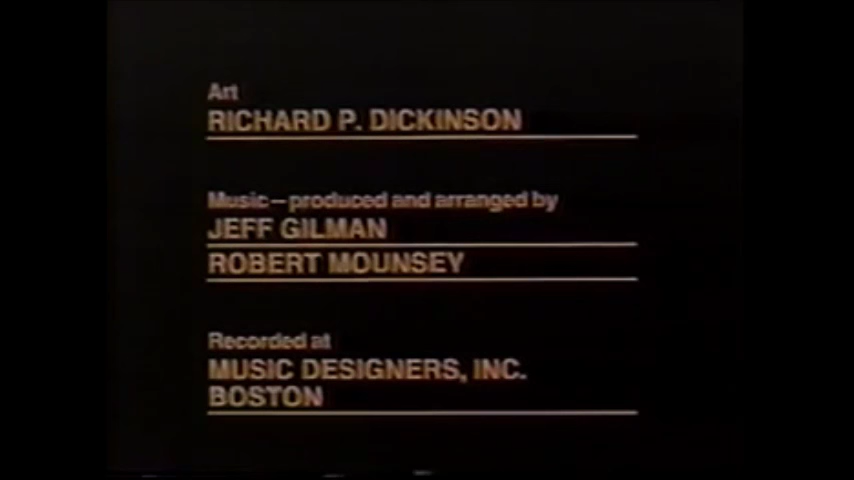 Art
RICHARD P. DICKINSON
Music—produced and arranged by
JEFF GILMAN
ROBERT MOUNSEY
Recorded at
MUSIC DESIGNERS, INC.
BOSTON